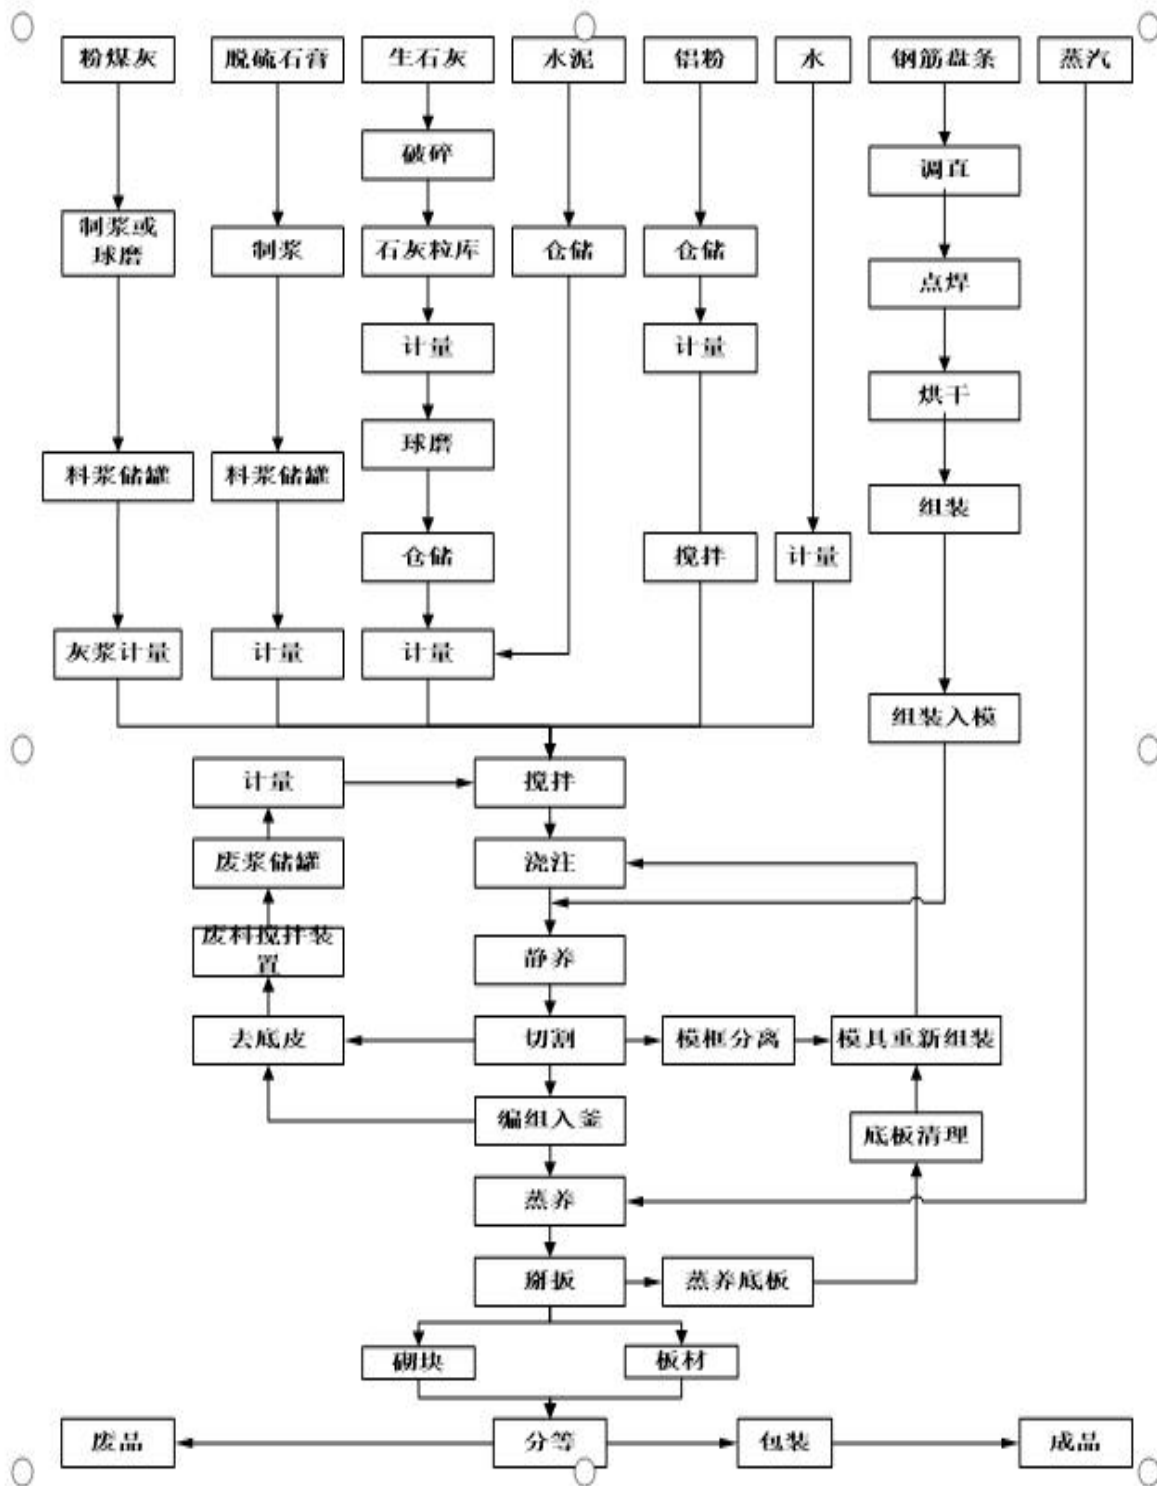 粉煤灰
脱硫石膏
生石灰
水泥
铝粉
水
钢筋盘条
蒸汽
破碎
调直
制浆或
球磨
制浆
石灰粒库
仓储
仓储
点焊
计量
计量
烘干
球磨
料浆储罐
料浆储罐
组装
仓储
搅拌
计量
灰浆计量
计量
计量
组装入模
计量
搅拌
废浆储罐
浇注
废料搅拌装
置
静养
去底皮
切割
模框分离
模具重新组装
编组入釜
底板清理
蒸养
掰扳
蒸养底板
砌块
板材
废品
分等
包装
成品